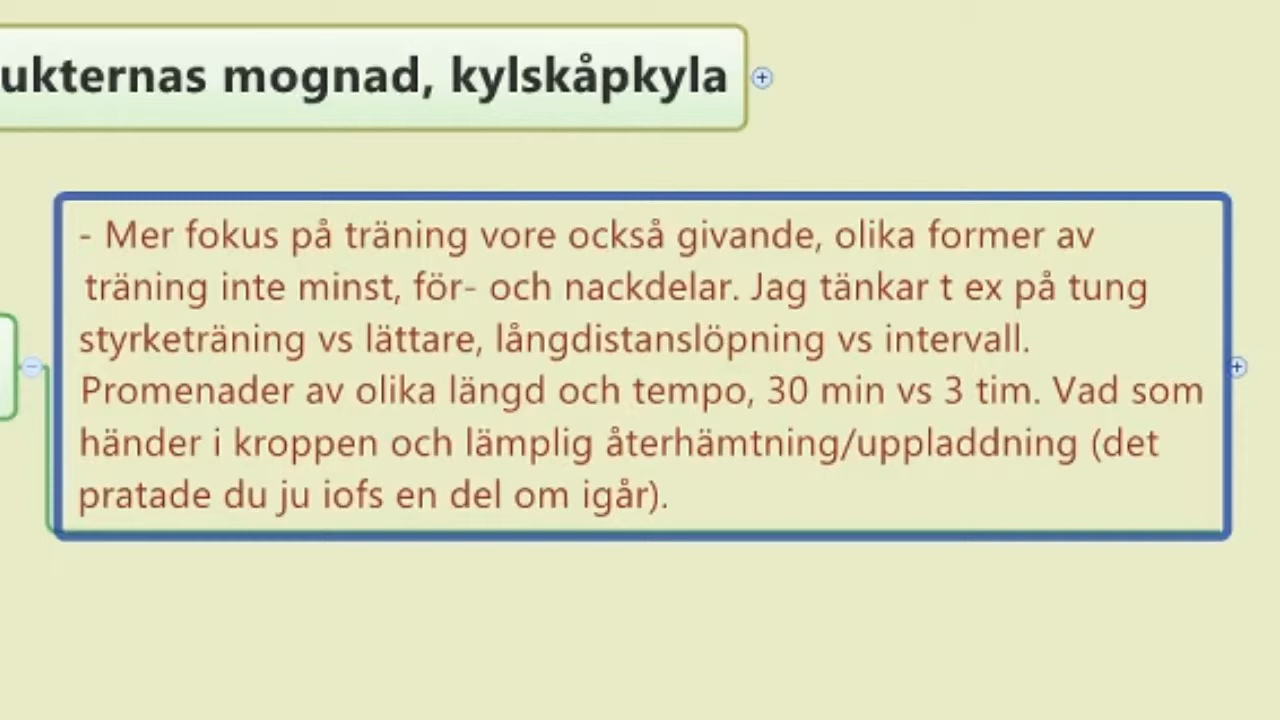 ukternas mognad, kylskåpkyla
- Mer fokus på träning vore också givande, olika former av
träning inte minst, för- och nackdelar. Jag tänkar t ex på tung
styrketräning vs lättare, långdistanslöpning vs intervall.
Promenader av olika längd och tempo, 30 min vs 3 tim. Vad som
händer i kroppen och lämplig återhämtning/uppladdning (det
pratade du ju iofs en del om igår).